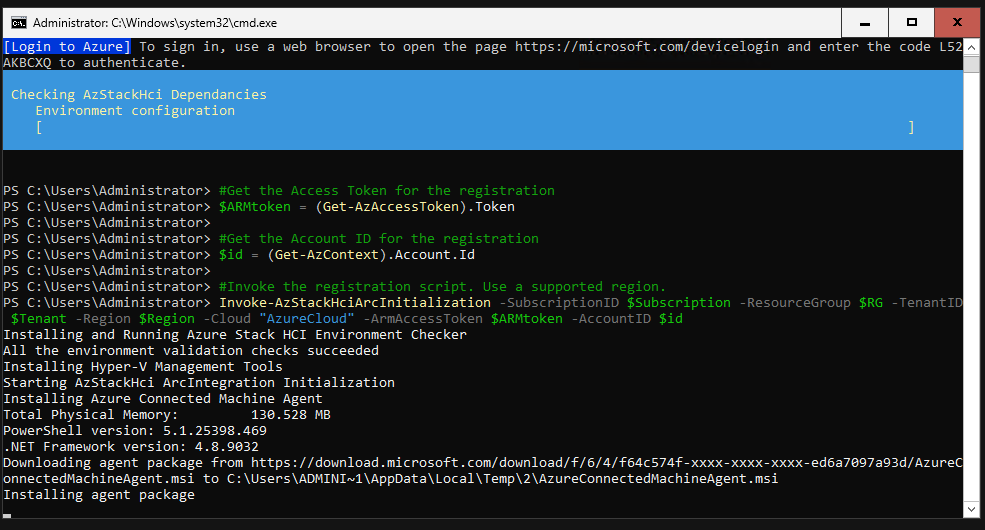 Administrator: C:\Windows\system32\cmd.exe
[Login to Azure] To sign in, use a web browser to open the page https://microsoft.com/devicelogin and enter the code L52
AKBCXQ to authenticate.
Checking AzStackHci Dependancies
Environment configuration
[ ]
PS C:\Users\Administrator> #Get the Access Token for the registration
PS C:\Users\Administrator> $ARMtoken = (Get-AzAccessToken).Token
PS C:\Users\Administrator>
PS C:\Users\Administrator> #Get the Account ID for the registration
PS C:\Users\Administrator> $id = (Get-AzContext).Account.Id
PS C:\Users\Administrator>
PS C:\Users\Administrator> #Invoke the registration script. Use a supported region.
PS C:\Users\Administrator> Invoke-AzStackHciArcInitialization -SubscriptionID $Subscription -ResourceGroup $RG -TenantID
$Tenant -Region $Region -Cloud "AzureCloud" -ArmAccessToken $ARMtoken -AccountID $id
Installing and Running Azure Stack HCI Environment Checker
All the environment validation checks succeeded
Installing Hyper-V Management Tools
Starting AzStackHci ArcIntegration Initialization
Installing Azure Connected Machine Agent
Total Physical Memory: 130.528 MB
PowerShell version: 5.1.25398.469
.NET Framework version: 4.8.9032
Downloading agent package from https://download.microsoft.com/download/f/6/4/f64c574f-xxxx-xxxx-xxxx-ed6a7097a93d/AzureC
onnectedMachineAgent.msi to C:\Users\ADMINI~1\AppData\Local\Temp\2\AzureConnectedMachineAgent.msi
Installing agent package